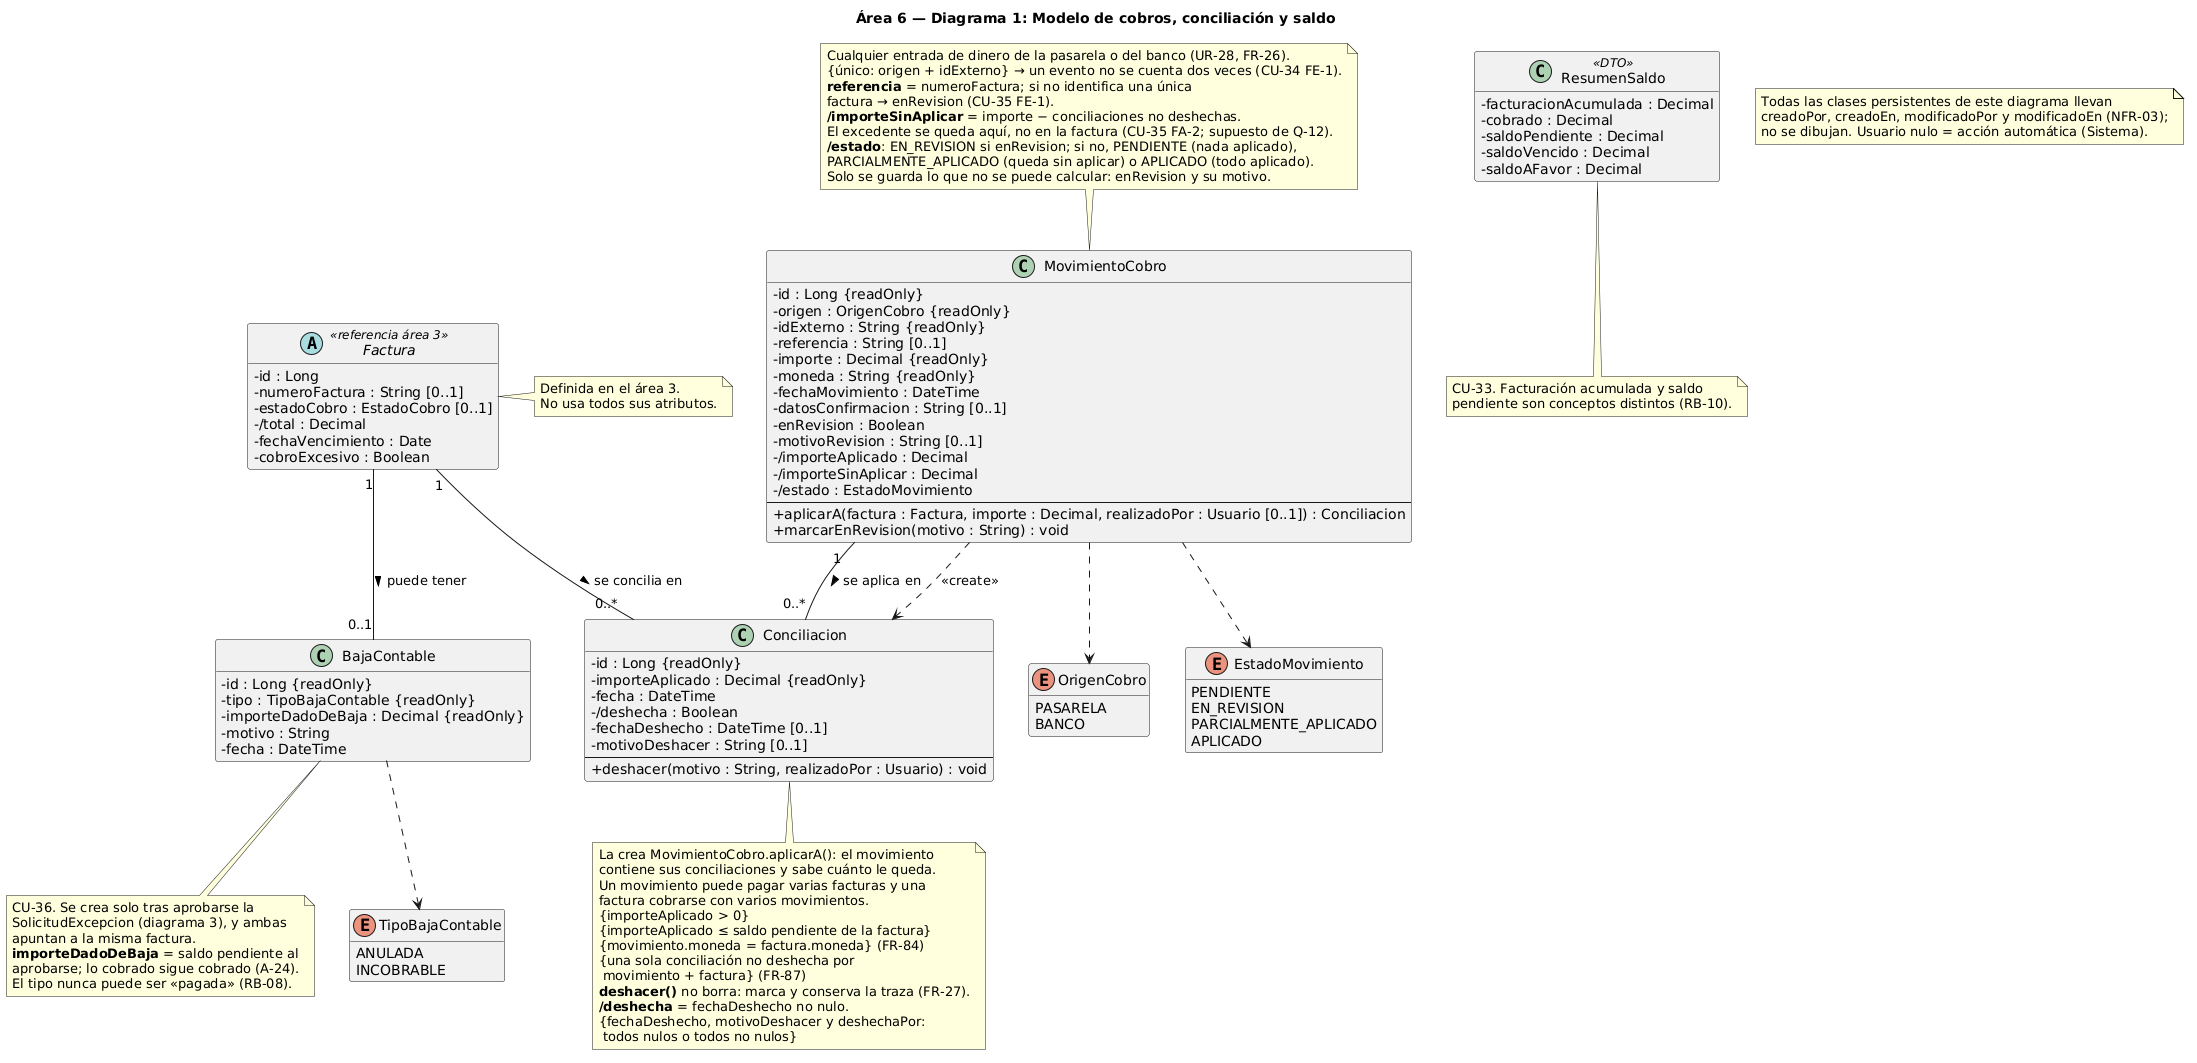 Área 6 — Diagrama 1: Modelo de cobros, conciliación y saldo
Cualquier entrada de dinero de la pasarela o del banco (UR-28, FR-26).
{único: origen + idExterno} → un evento no se cuenta dos veces (CU-34 FE-1).
referencia = numeroFactura; si no identifica una única
factura → enRevision (CU-35 FE-1).
/importeSinAplicar = importe − conciliaciones no deshechas.
El excedente se queda aquí, no en la factura (CU-35 FA-2; supuesto de Q-12).
/estado: EN_REVISION si enRevision; si no, PENDIENTE (nada aplicado),
PARCIALMENTE_APLICADO (queda sin aplicar) o APLICADO (todo aplicado).
Solo se guarda lo que no se puede calcular: enRevision y su motivo.
«DTO»
C ResumenSaldo
-facturacionAcumulada : Decimal
-cobrado : Decimal
-saldoPendiente : Decimal
-saldoVencido : Decimal
-saldoAFavor : Decimal
Todas las clases persistentes de este diagrama llevan
creadoPor, creadoEn, modificadoPor y modificadoEn (NFR-03);
no se dibujan. Usuario nulo = acción automática (Sistema).
C MovimientoCobro
-id : Long {readOnly}
-origen : OrigenCobro {readOnly}
-idExterno : String {readOnly}
-referencia : String [0..1]
-importe : Decimal {readOnly}
-moneda : String {readOnly}
-fechaMovimiento : DateTime
-datosConfirmacion : String [0..1]
-enRevision : Boolean
-motivoRevision : String [0..1]
-/importeAplicado : Decimal
-/importeSinAplicar : Decimal
-/estado : EstadoMovimiento
+aplicarA(factura : Factura, importe : Decimal, realizadoPor : Usuario [0..1]) : Conciliacion
+marcarEnRevision(motivo : String) : void
«referencia área 3»
A Factura
-id : Long
-numeroFactura : String [0..1]
-estadoCobro : EstadoCobro [0..1]
-/total : Decimal
-fechaVencimiento : Date
-cobroExcesivo : Boolean
Definida en el área 3.
No usa todos sus atributos.
CU-33. Facturación acumulada y saldo
pendiente son conceptos distintos (RB-10).
1
puede tener
0..1
1
se concilia en
0..*
1
se aplica en
0..*
«create»
C BajaContable
-id : Long {readOnly}
-tipo : TipoBajaContable {readOnly}
-importeDadoDeBaja : Decimal {readOnly}
-motivo : String
-fecha : DateTime
C Conciliacion
-id : Long {readOnly}
-importeAplicado : Decimal {readOnly}
-fecha : DateTime
-/deshecha : Boolean
-fechaDeshecho : DateTime [0..1]
-motivoDeshacer : String [0..1]
+deshacer(motivo : String, realizadoPor : Usuario) : void
E OrigenCobro
PASARELA
BANCO
E EstadoMovimiento
PENDIENTE
EN_REVISION
PARCIALMENTE_APLICADO
APLICADO
CU-36. Se crea solo tras aprobarse la
SolicitudExcepcion (diagrama 3), y ambas
apuntan a la misma factura.
importeDadoDeBaja = saldo pendiente al
aprobarse; lo cobrado sigue cobrado (A-24).
El tipo nunca puede ser «pagada» (RB-08).
E TipoBajaContable
ANULADA
INCOBRABLE
La crea MovimientoCobro.aplicarA(): el movimiento
contiene sus conciliaciones y sabe cuánto le queda.
Un movimiento puede pagar varias facturas y una
factura cobrarse con varios movimientos.
{importeAplicado > 0}
{importeAplicado ≤ saldo pendiente de la factura}
{movimiento.moneda = factura.moneda} (FR-84)
{una sola conciliación no deshecha por
movimiento + factura} (FR-87)
deshacer() no borra: marca y conserva la traza (FR-27).
/deshecha = fechaDeshecho no nulo.
{fechaDeshecho, motivoDeshacer y deshechaPor:
todos nulos o todos no nulos}